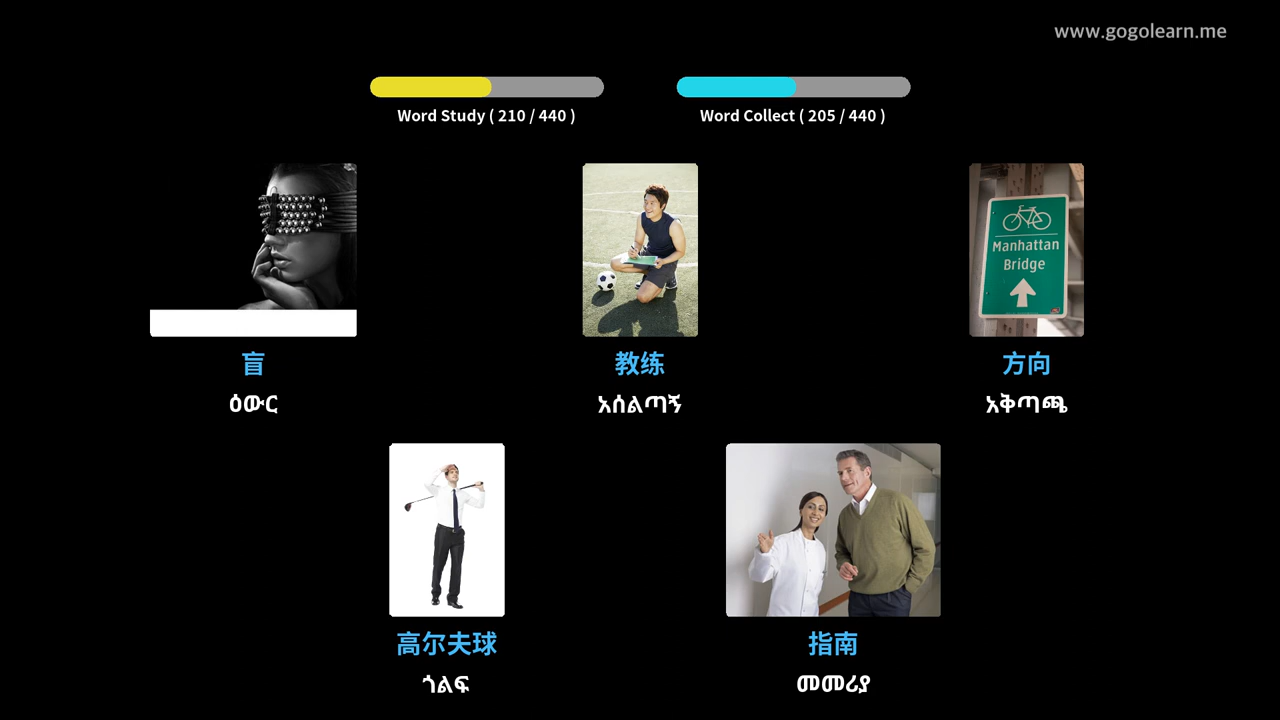 www.gogolearn.me
Word Study ( 210 / 440 )
Word Collect ( 205 / 440 )
Manhattan
Bridge
盲
教练
方向
ዕውር
አሰልጣኝ
አቅጣጫ
高尔夫球
指南
ጎልፍ
መመሪያ